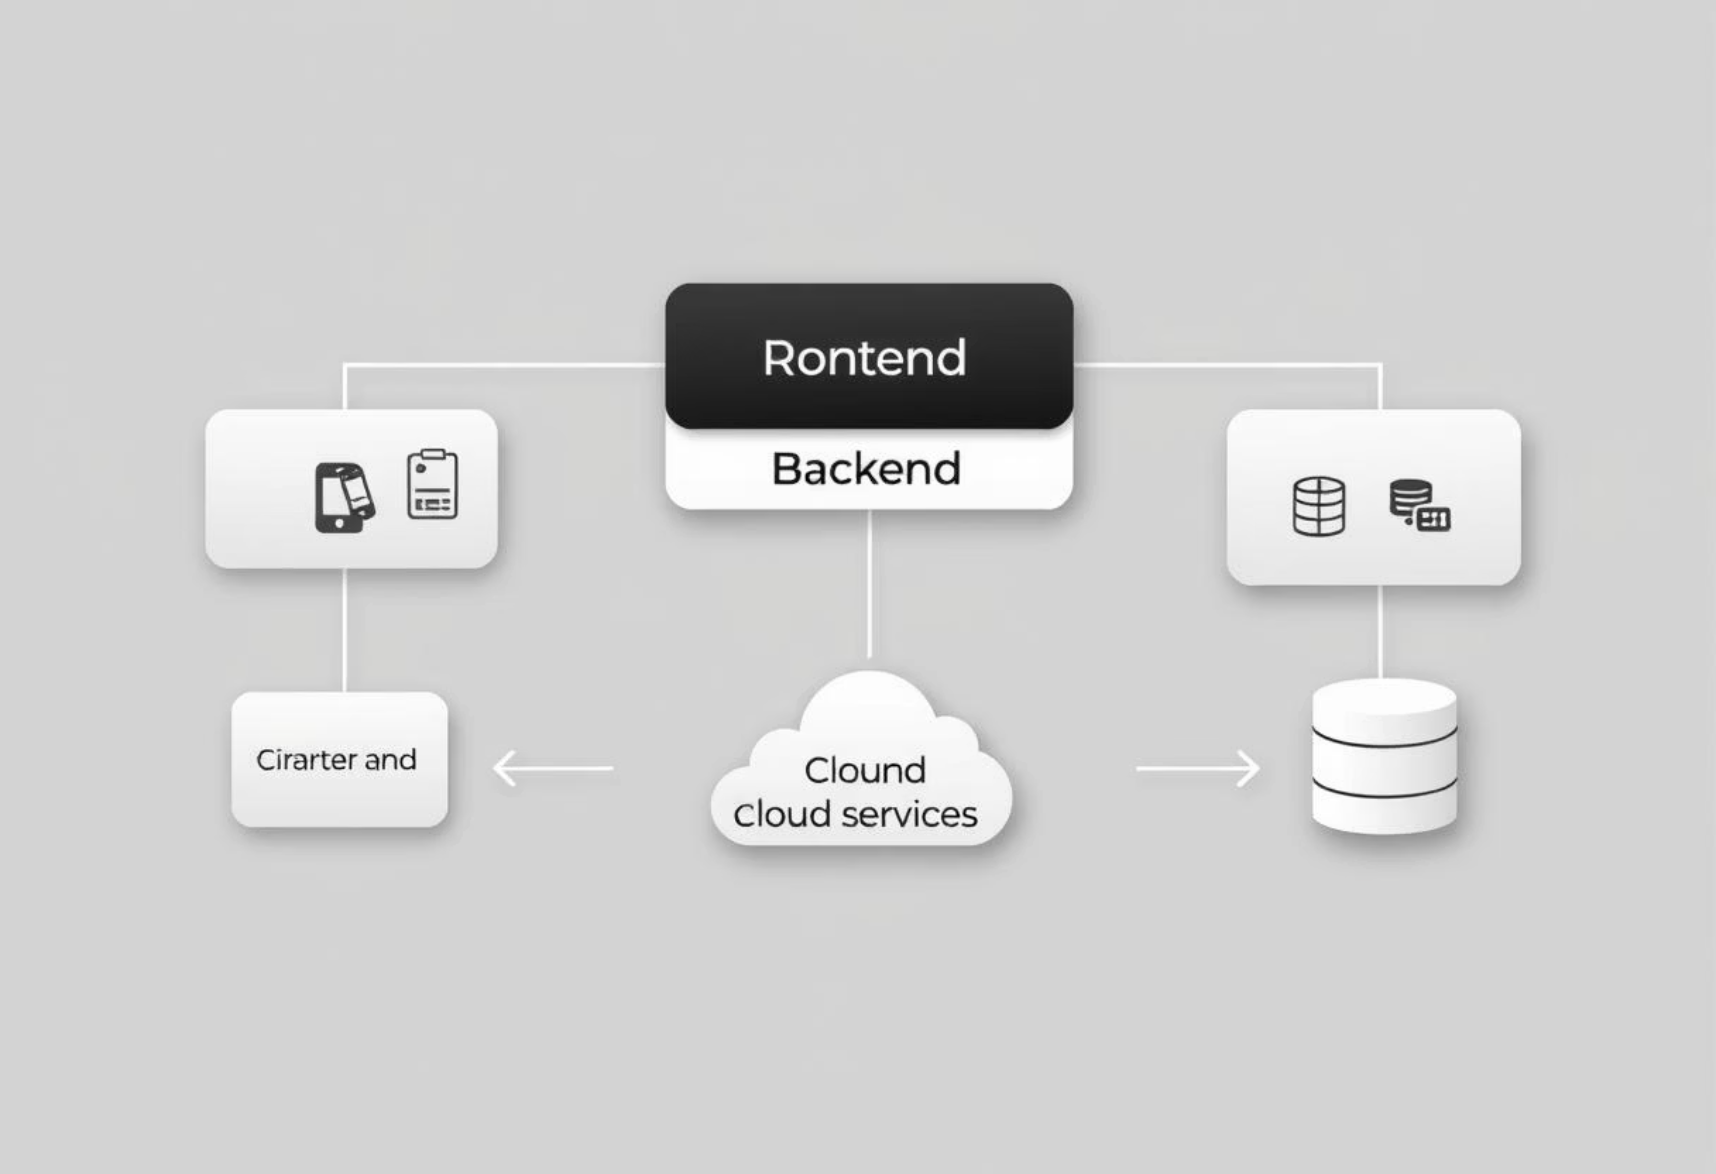 Rontend
Backend
Cirarter and
Clound
Cloud services